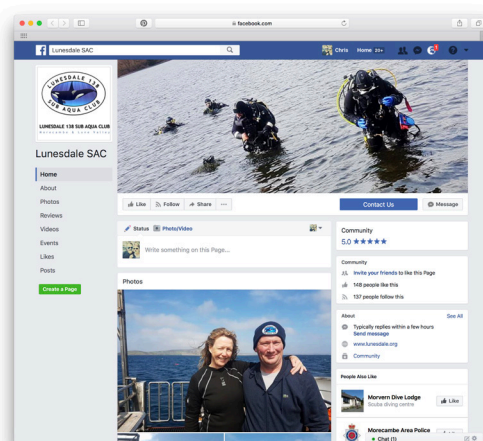 facebook.com
Lunesdale SAC
Chris
Home 20+
LUNESDALE 138
SUB AQUA CLUB
LUNESDALE 138 SUB AQUA CLUB
Lunesdale SAC
Home
About
Photos
Reviews
Videos
Events
Likes
Posts
Create a Page
Like
Follow
Share
Contact Us
Message
Status
Photo/Video
Write something on this Page...
Photos
Community
5.0 ★★★★★
Community
Invite your friends to like this Page
148 people like this
137 people follow this
About
See All
Typically replies within a few hours
Send message
www.lunesdale.org
Community
People Also Like
Morvern Dive Lodge
Scuba diving centre
Like
Morecambe Area Police
Chat (1)